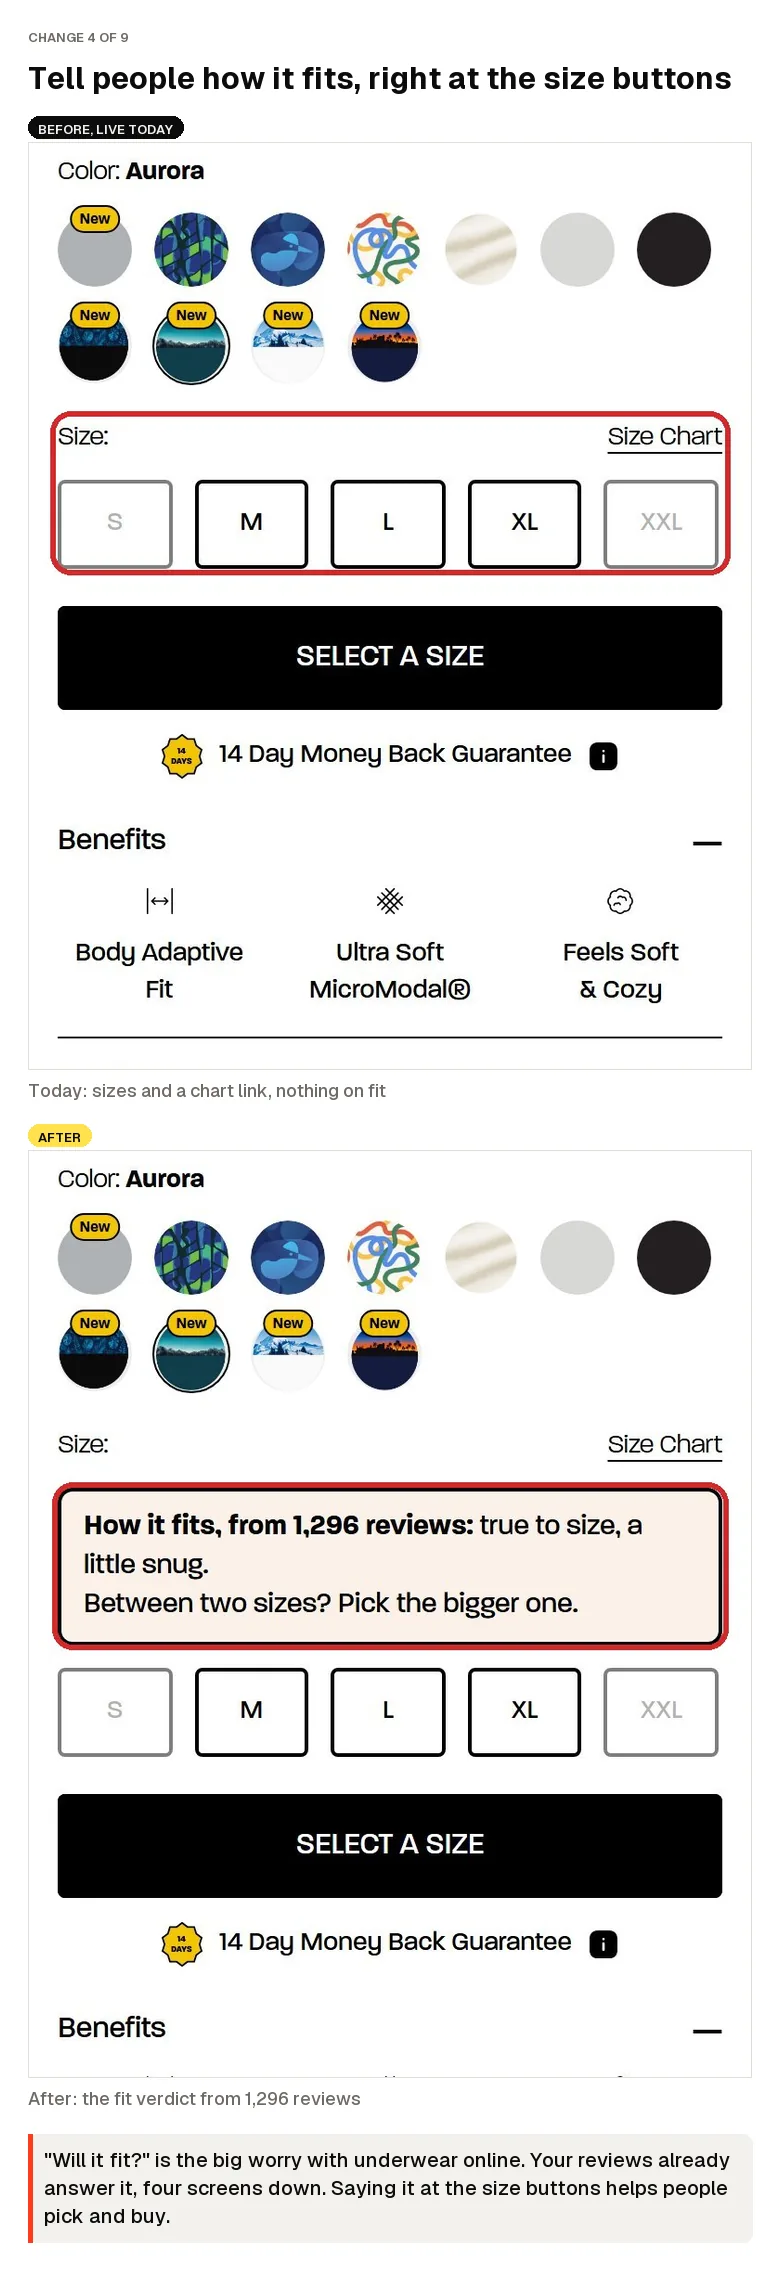 CHANGE 4 OF 9
Tell people how it fits, right at the size buttons
BEFORE, LIVE TODAY
Color: Aurora
New
New
New
New
New
Size:
Size Chart
S
M
L
XL
XXL
SELECT A SIZE
14
DAYS
14 Day Money Back Guarantee
i
Benefits
Body Adaptive
Fit
Ultra Soft
MicroModal®
Feels Soft
& Cozy
Today: sizes and a chart link, nothing on fit
AFTER
Color: Aurora
New
New
New
New
New
Size:
Size Chart
How it fits, from 1,296 reviews: true to size, a
little snug.
Between two sizes? Pick the bigger one.
S
M
L
XL
XXL
SELECT A SIZE
14
DAYS
14 Day Money Back Guarantee
i
Benefits
After: the fit verdict from 1,296 reviews
"Will it fit?" is the big worry with underwear online. Your reviews already
answer it, four screens down. Saying it at the size buttons helps people
pick and buy.